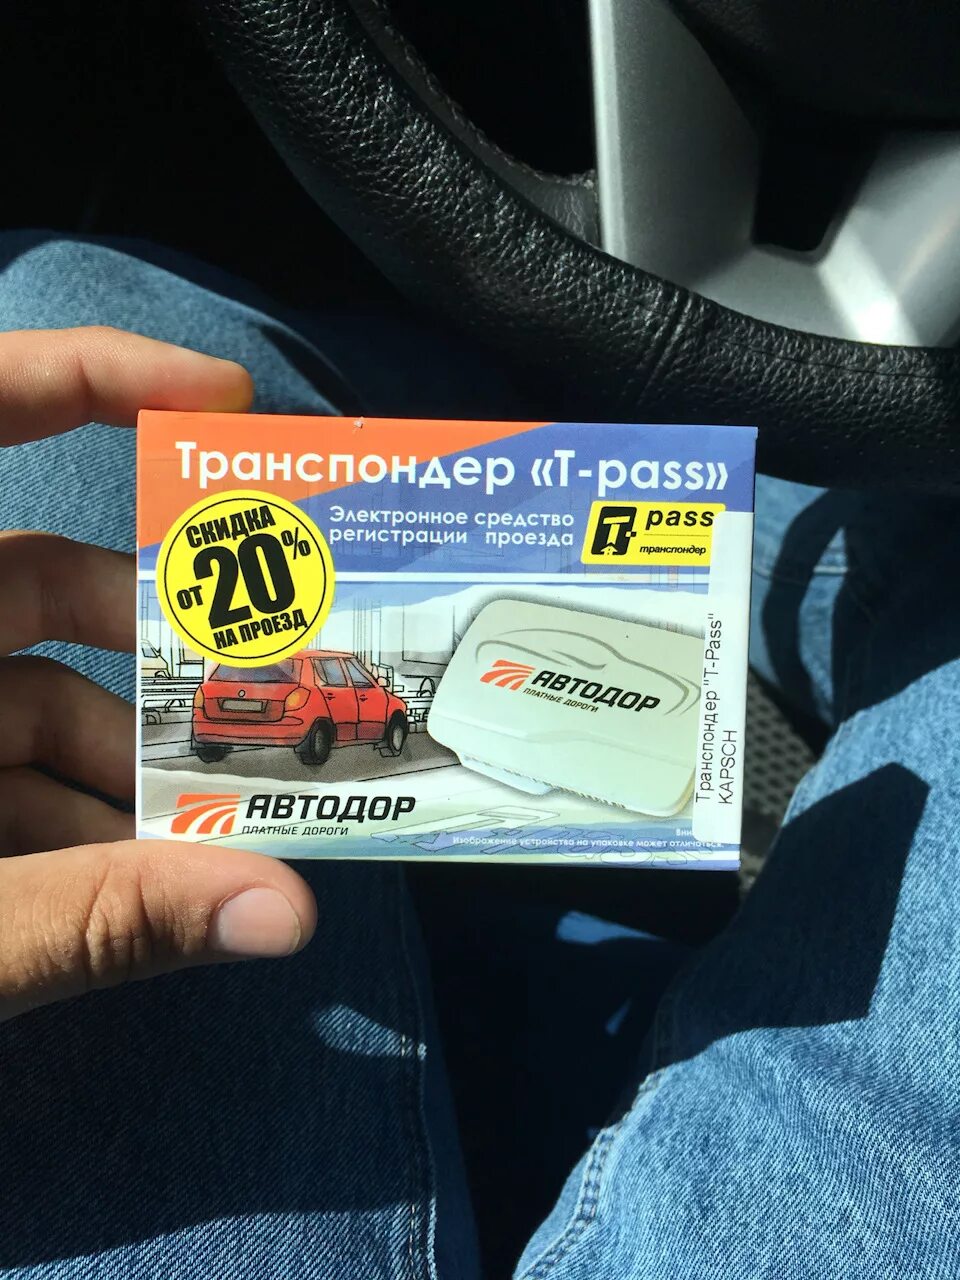 Транспондер «T-pass»
Электронное средство
регистрации проезда
T
pass
транспондер
СКИДКА
ОТ 20%
НА ПРОЕЗД
АВТОДОР
ПЛАТНЫЕ ДОРОГИ
Транспондер "T-Pass"
KAPSCH
АВТОДОР
ПЛАТНЫЕ ДОРОГИ
Изображение устройства на упаковке может отличаться.